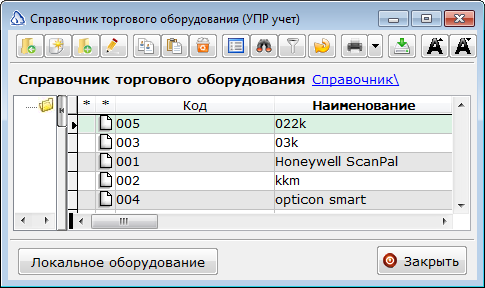 Справочник торгового оборудования (УПР учет)
Справочник торгового оборудования Справочник\
* * Код Наименование
005 022k
003 03k
001 Honeywell ScanPal
002 kkm
004 opticon smart
Локальное оборудование Закрыть